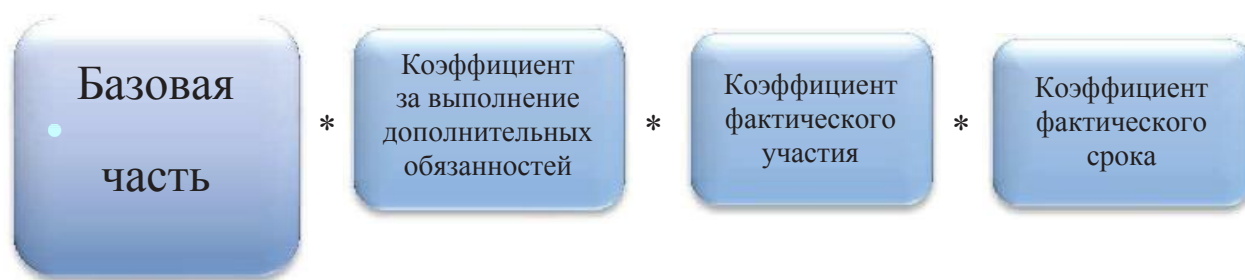 Базовая
часть
*
Коэффициент
за выполнение
дополнительных
обязанностей
*
Коэффициент
фактического
участия
*
Коэффициент
фактического
срока